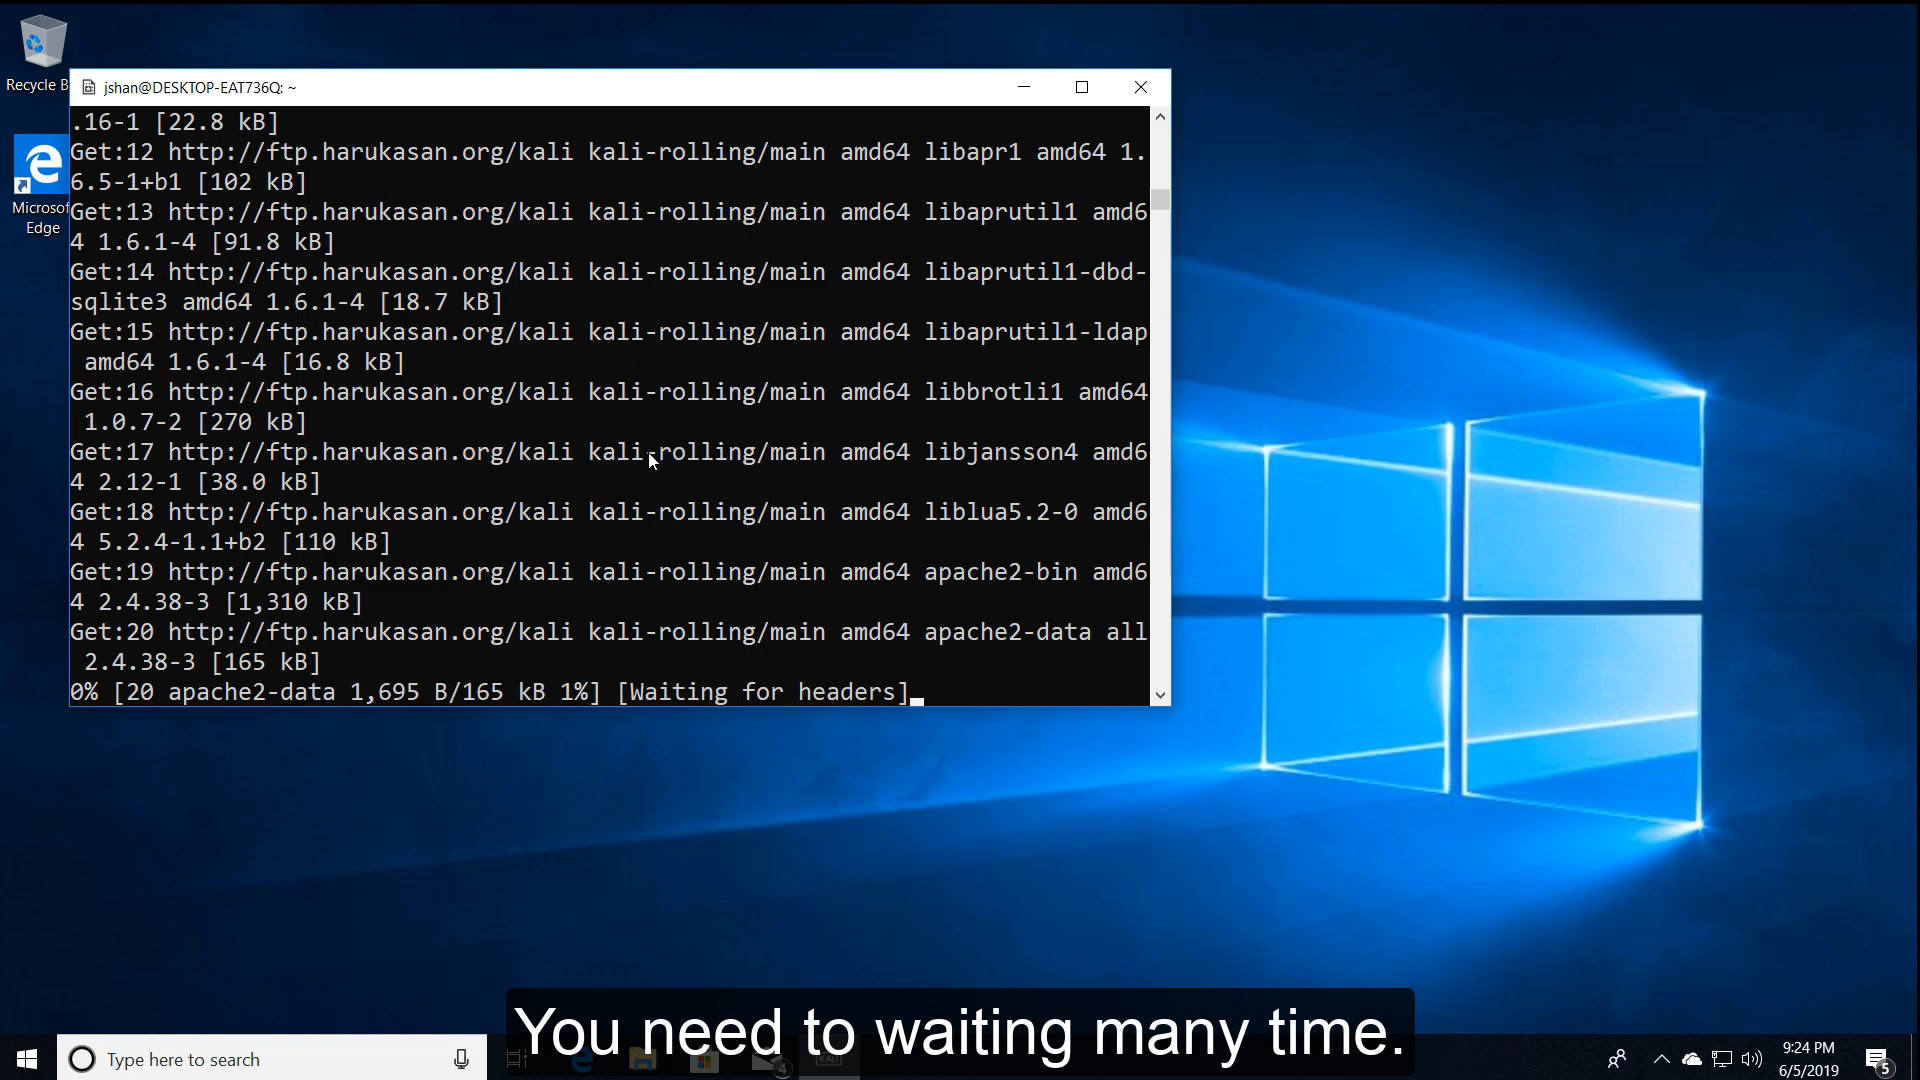 Recycle B
Microsof
Edge
jshan@DESKTOP-EAT736Q: ~
.16-1 [22.8 kB]
Get:12 http://ftp.harukasan.org/kali kali-rolling/main amd64 libapr1 amd64 1.
6.5-1+b1 [102 kB]
Get:13 http://ftp.harukasan.org/kali kali-rolling/main amd64 libaprutil1 amd6
4 1.6.1-4 [91.8 kB]
Get:14 http://ftp.harukasan.org/kali kali-rolling/main amd64 libaprutil1-dbd-
sqlite3 amd64 1.6.1-4 [18.7 kB]
Get:15 http://ftp.harukasan.org/kali kali-rolling/main amd64 libaprutil1-ldap
 amd64 1.6.1-4 [16.8 kB]
Get:16 http://ftp.harukasan.org/kali kali-rolling/main amd64 libbrotli1 amd64
 1.0.7-2 [270 kB]
Get:17 http://ftp.harukasan.org/kali kali-rolling/main amd64 libjansson4 amd6
4 2.12-1 [38.0 kB]
Get:18 http://ftp.harukasan.org/kali kali-rolling/main amd64 liblua5.2-0 amd6
4 5.2.4-1.1+b2 [110 kB]
Get:19 http://ftp.harukasan.org/kali kali-rolling/main amd64 apache2-bin amd6
4 2.4.38-3 [1,310 kB]
Get:20 http://ftp.harukasan.org/kali kali-rolling/main amd64 apache2-data all
 2.4.38-3 [165 kB]
0% [20 apache2-data 1,695 B/165 kB 1%] [Waiting for headers]
You need to waiting many time.
Type here to search
4
KALI
9:24 PM
6/5/2019
5